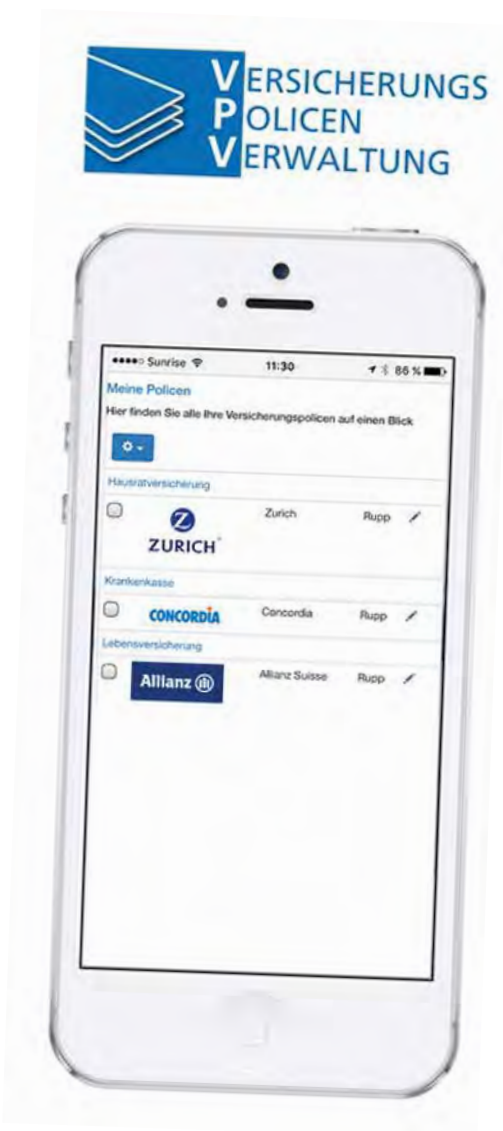 VERSICHERUNGS
POLICEN
VERWALTUNG
Sunrise 11:30 86 %
Meine Policen
Hier finden Sie alle Ihre Versicherungspolicen auf einen Blick
Hausratversicherung
ZURICH Zurich Rupp
Krankenkasse
CONCORDIA Concordia Rupp
Lebensversicherung
Allianz Allianz Suisse Rupp